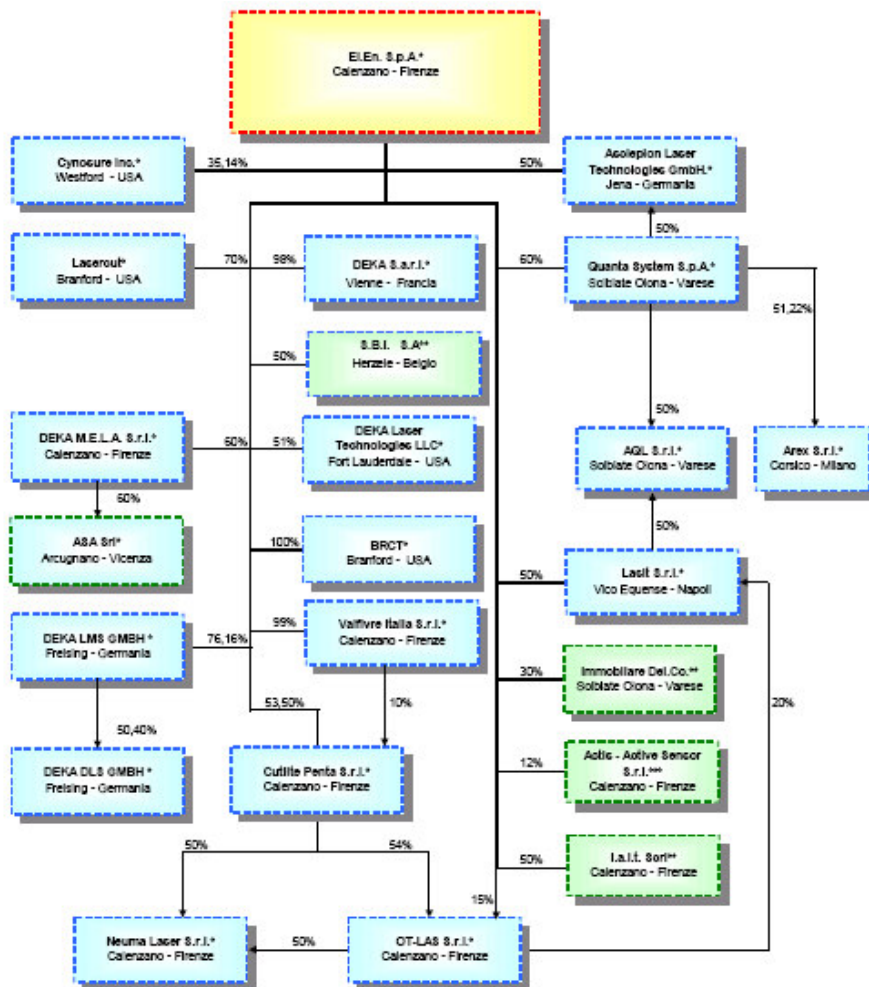 El.En. S.p.A.*
Calenzano - Firenze
Cynosure Inc.*
Westford - USA
35,14%
50%
Asclepion Laser
Technologies GmbH.*
Jena - Germania
50%
Lasercut*
Branford - USA
70%
98%
DEKA S.a.r.l.*
Vienne - Francia
60%
Quanta System S.p.A.*
Solbiate Olona - Varese
51,22%
50%
S.B.I. S.A**
Herzele - Belgio
50%
DEKA M.E.L.A. S.r.l.*
Calenzano - Firenze
60%
51%
DEKA Laser
Technologies LLC*
Fort Lauderdale - USA
AQL S.r.l.*
Solbiate Olona - Varese
Arex S.r.l.*
Corsico - Milano
60%
50%
ASA Srl*
Arcugnano - Vicenza
100%
BRCT*
Branford - USA
50%
Lasit S.r.l.*
Vico Equense - Napoli
DEKA LMS GMBH *
Freising - Germania
76,16%
99%
Valfivre Italia S.r.l.*
Calenzano - Firenze
30%
Immobiliare Del.Co.**
Solbiate Olona - Varese
53,50%
10%
20%
50,40%
DEKA DLS GMBH *
Freising - Germania
Cutlite Penta S.r.l.*
Calenzano - Firenze
12%
Actis - Active Sensor
S.r.l.***
Calenzano - Firenze
50%
54%
50%
I.a.l.t. Scrl**
Calenzano - Firenze
15%
Neuma Laser S.r.l.*
Calenzano - Firenze
50%
OT-LAS S.r.l.*
Calenzano - Firenze